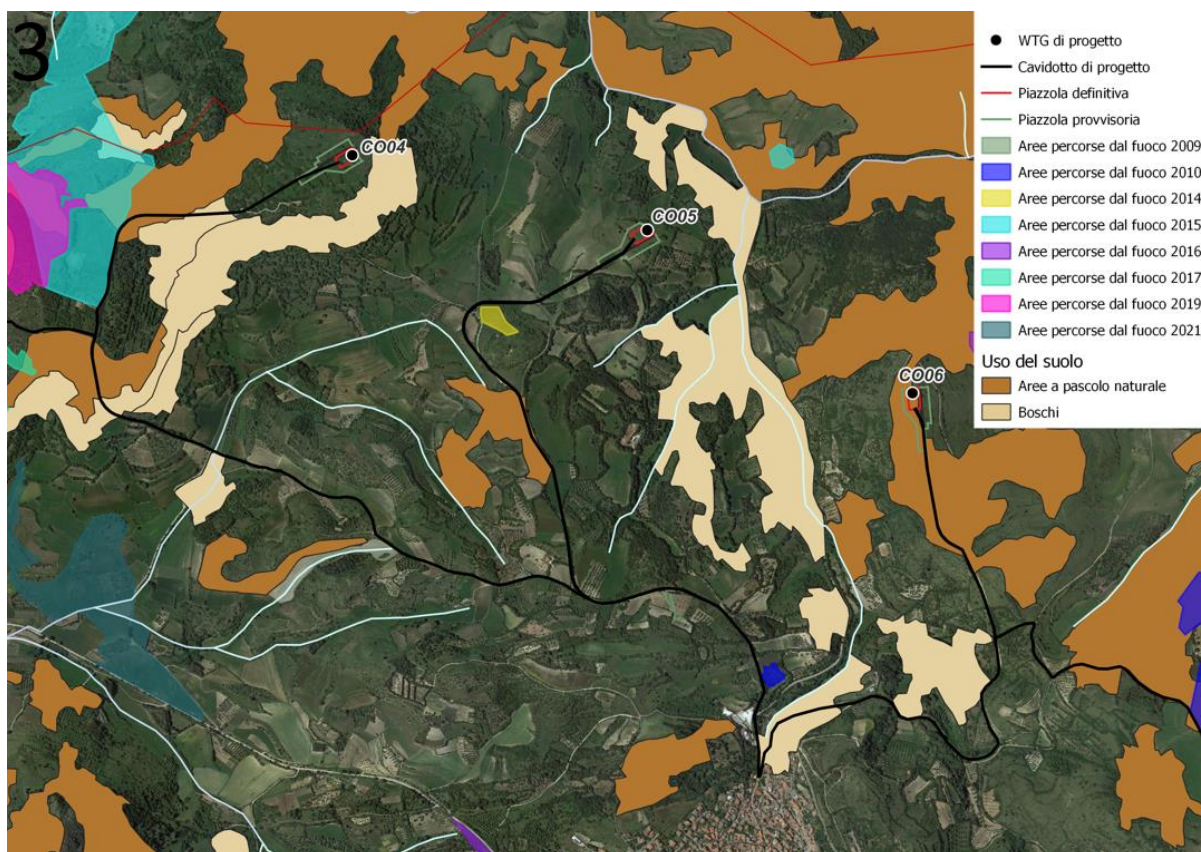 3
CO04
CO05
CO06
WTG di progetto
Cavidotto di progetto
Piazzola definitiva
Piazzola provvisoria
Aree percorse dal fuoco 2009
Aree percorse dal fuoco 2010
Aree percorse dal fuoco 2014
Aree percorse dal fuoco 2015
Aree percorse dal fuoco 2016
Aree percorse dal fuoco 2017
Aree percorse dal fuoco 2019
Aree percorse dal fuoco 2021
Uso del suolo
Aree a pascolo naturale
Boschi